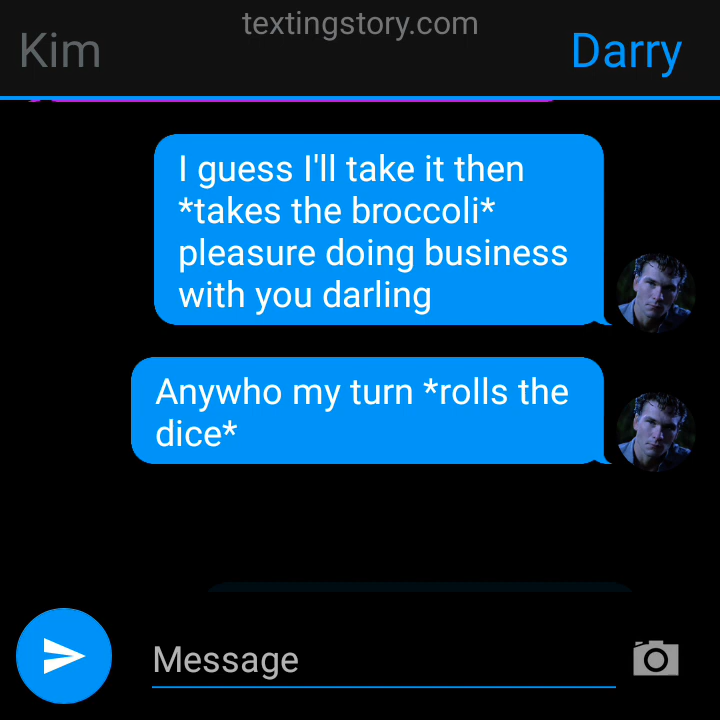 textingstory.com
Kim
Darry
I guess I'll take it then
*takes the broccoli*
pleasure doing business
with you darling
Anywho my turn *rolls the
dice*
Message